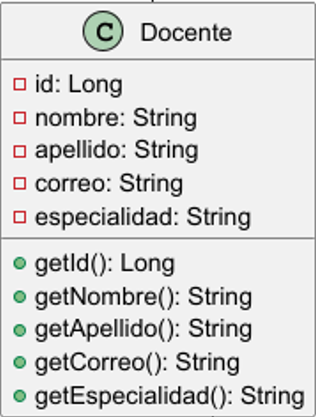 C Docente
id: Long
nombre: String
apellido: String
correo: String
especialidad: String
getId(): Long
getNombre(): String
getApellido(): String
getCorreo(): String
getEspecialidad(): String